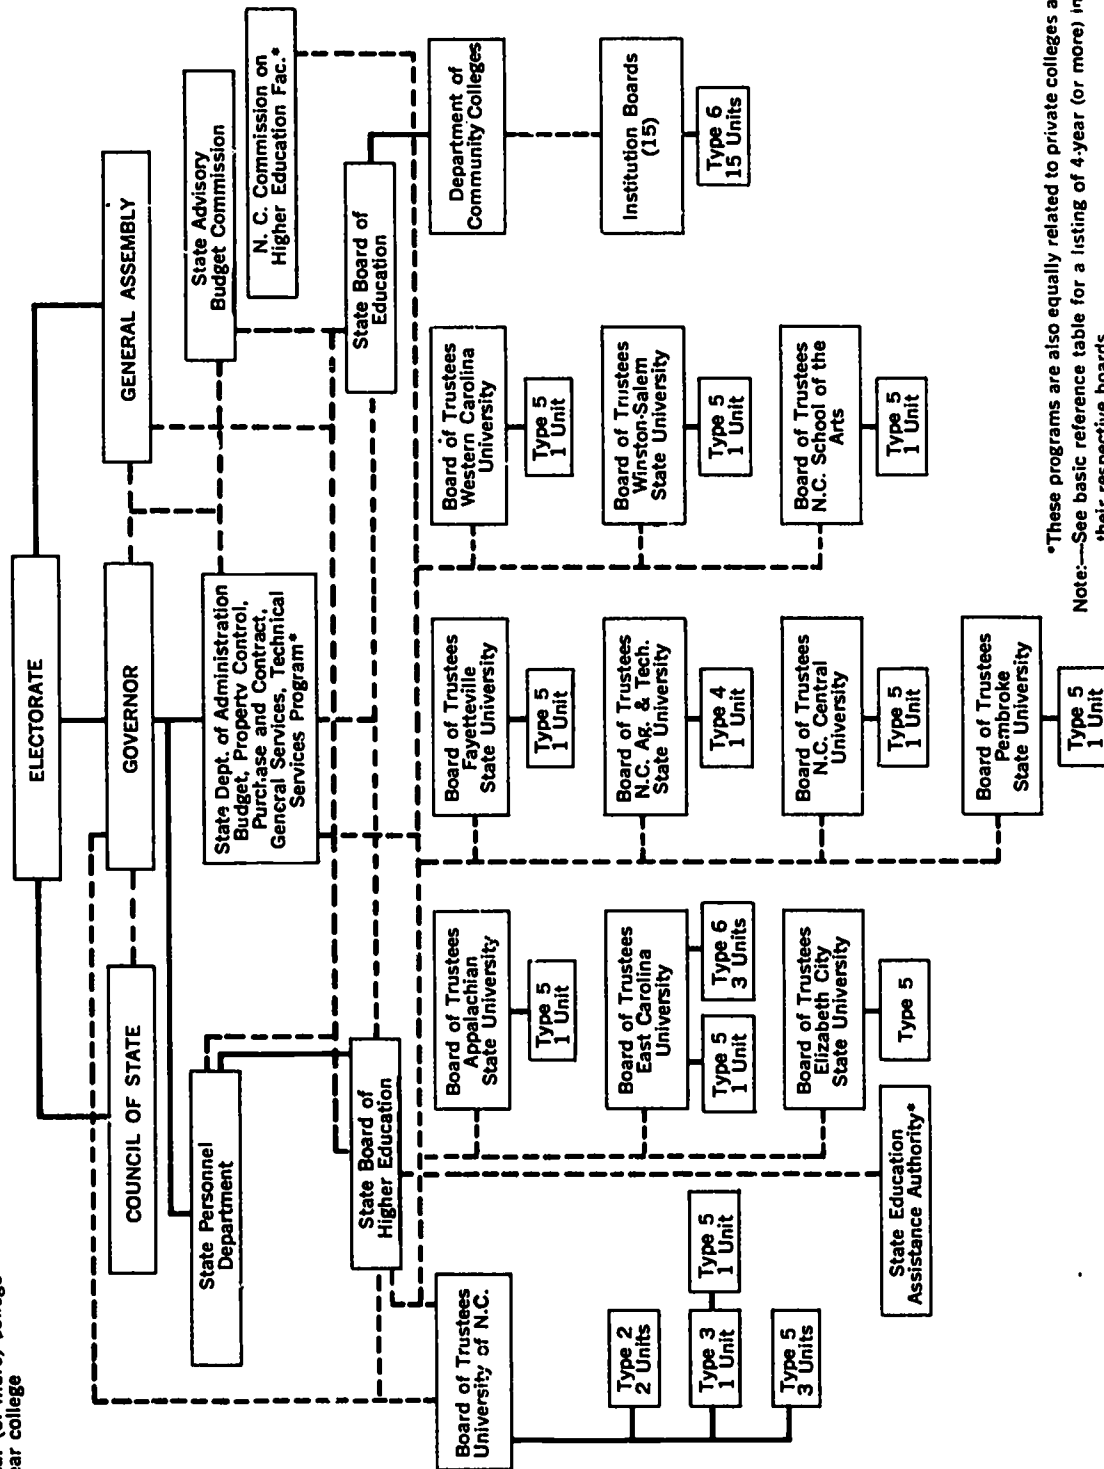 ear college
ELECTORATE
COUNCIL OF STATE
GOVERNOR
GENERAL ASSEMBLY
State Personnel
Department
State Dept. of Administration
Budget, Property Control,
Purchase and Contract,
General Services, Technical
Services Program*
State Advisory
Budget Commission
N. C. Commission on
Higher Education Fac.*
State Board of
Higher Education
State Board of
Education
Board of Trustees
University of N.C.
Type 2
2 Units
Type 3
1 Unit
Type 5
1 Unit
Type 5
3 Units
State Education
Assistance Authority*
Board of Trustees
Appalachian
State University
Type 5
1 Unit
Board of Trustees
East Carolina
University
Type 5
1 Unit
Type 6
3 Units
Board of Trustees
Elizabeth City
State University
Type 5
Board of Trustees
Fayetteville
State University
Type 5
1 Unit
Board of Trustees
N.C. Ag. & Tech.
State University
Type 4
1 Unit
Board of Trustees
N.C. Central
University
Type 5
1 Unit
Board of Trustees
Pembroke
State University
Type 5
1 Unit
Board of Trustees
Western Carolina
University
Type 5
1 Unit
Board of Trustees
Winston-Salem
State University
Type 5
1 Unit
Board of Trustees
N.C. School of the
Arts
Type 5
1 Unit
Department of
Community Colleges
Institution Boards
(15)
Type 6
15 Units
*These programs are also equally related to private colleges a
Note:—See basic reference table for a listing of 4-year (or more) in
their respective boards